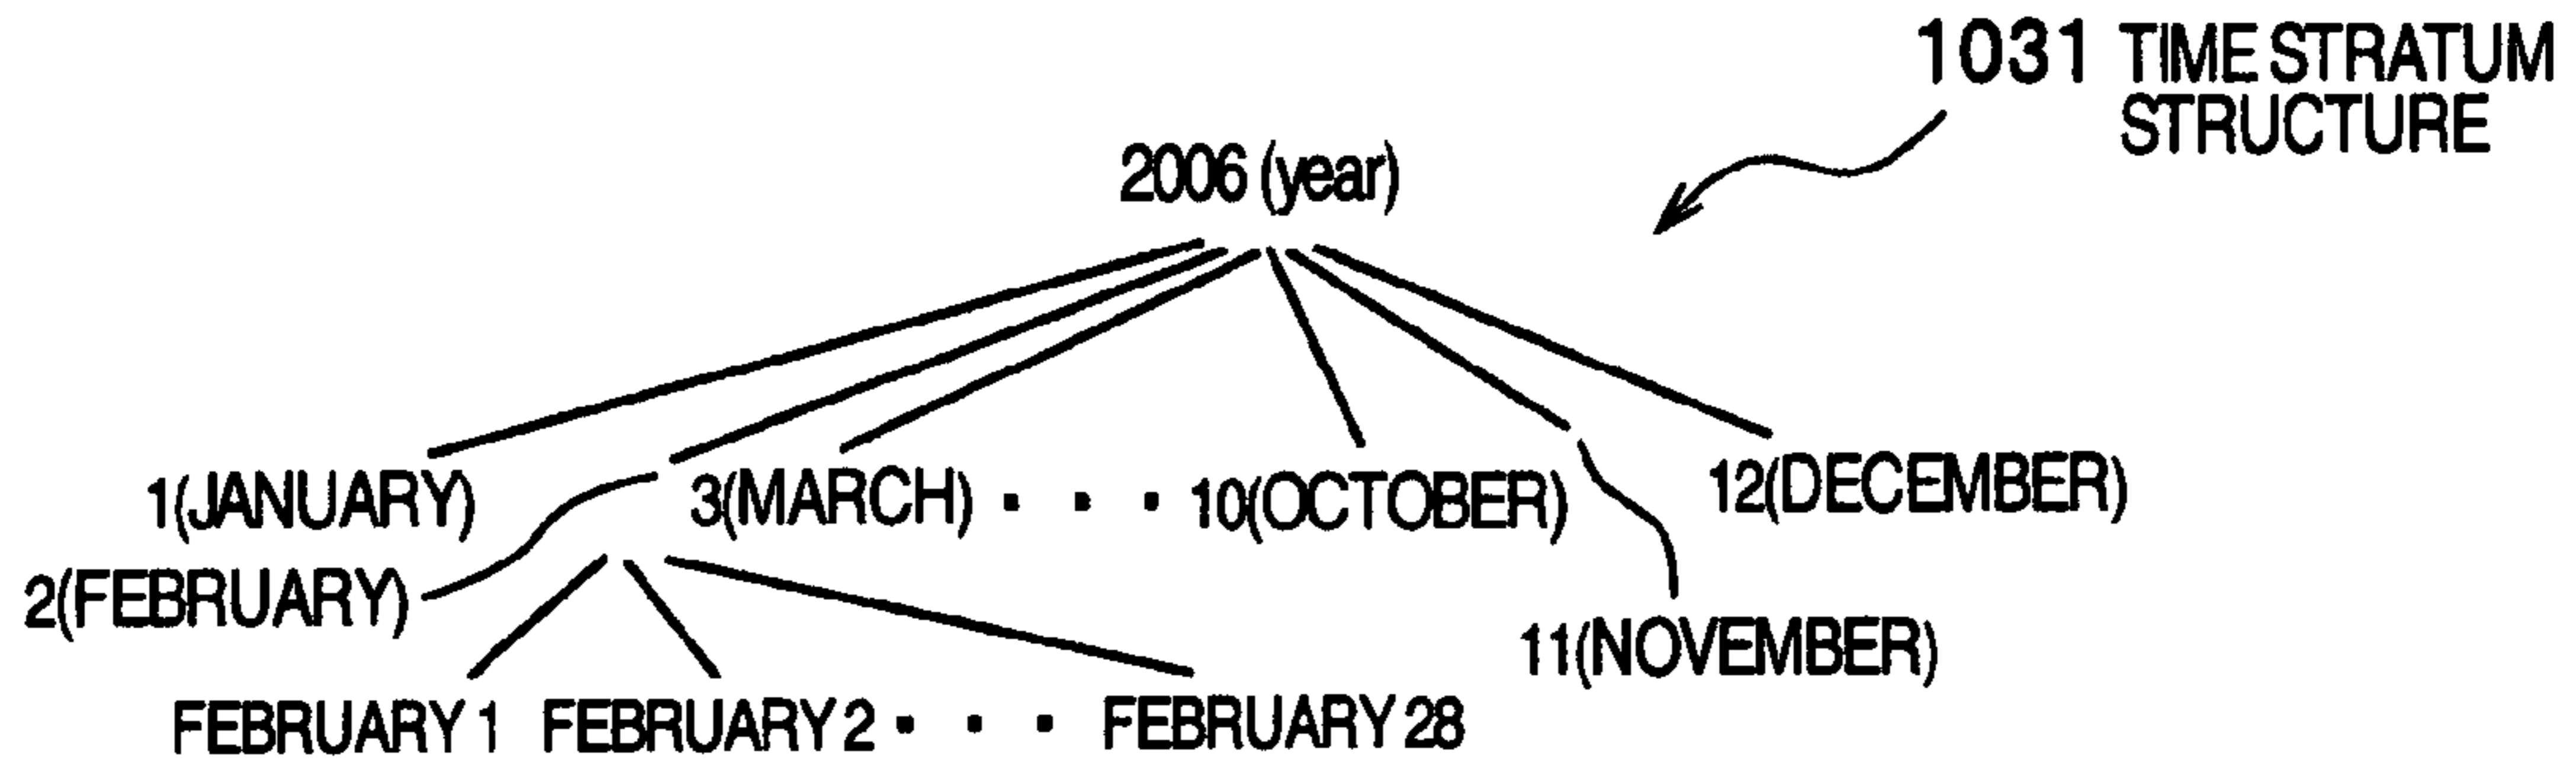 1031 TIME STRATUM
STRUCTURE
2006 (year)
1(JANUARY)
3(MARCH) · · · 10(OCTOBER)
12(DECEMBER)
2(FEBRUARY)
11(NOVEMBER)
FEBRUARY 1 FEBRUARY 2 · · · FEBRUARY 28